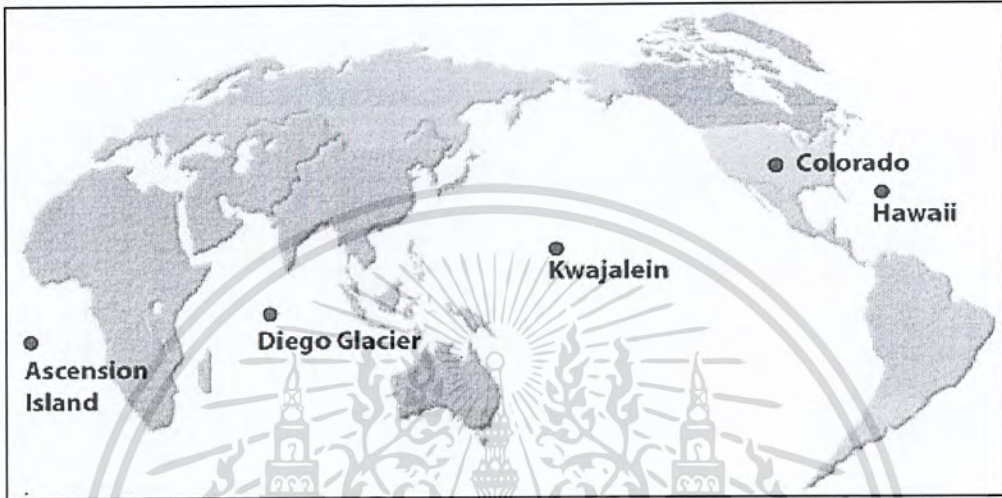 Colorado
Hawaii
Kwajalein
Diego Glacier
Ascension
Island